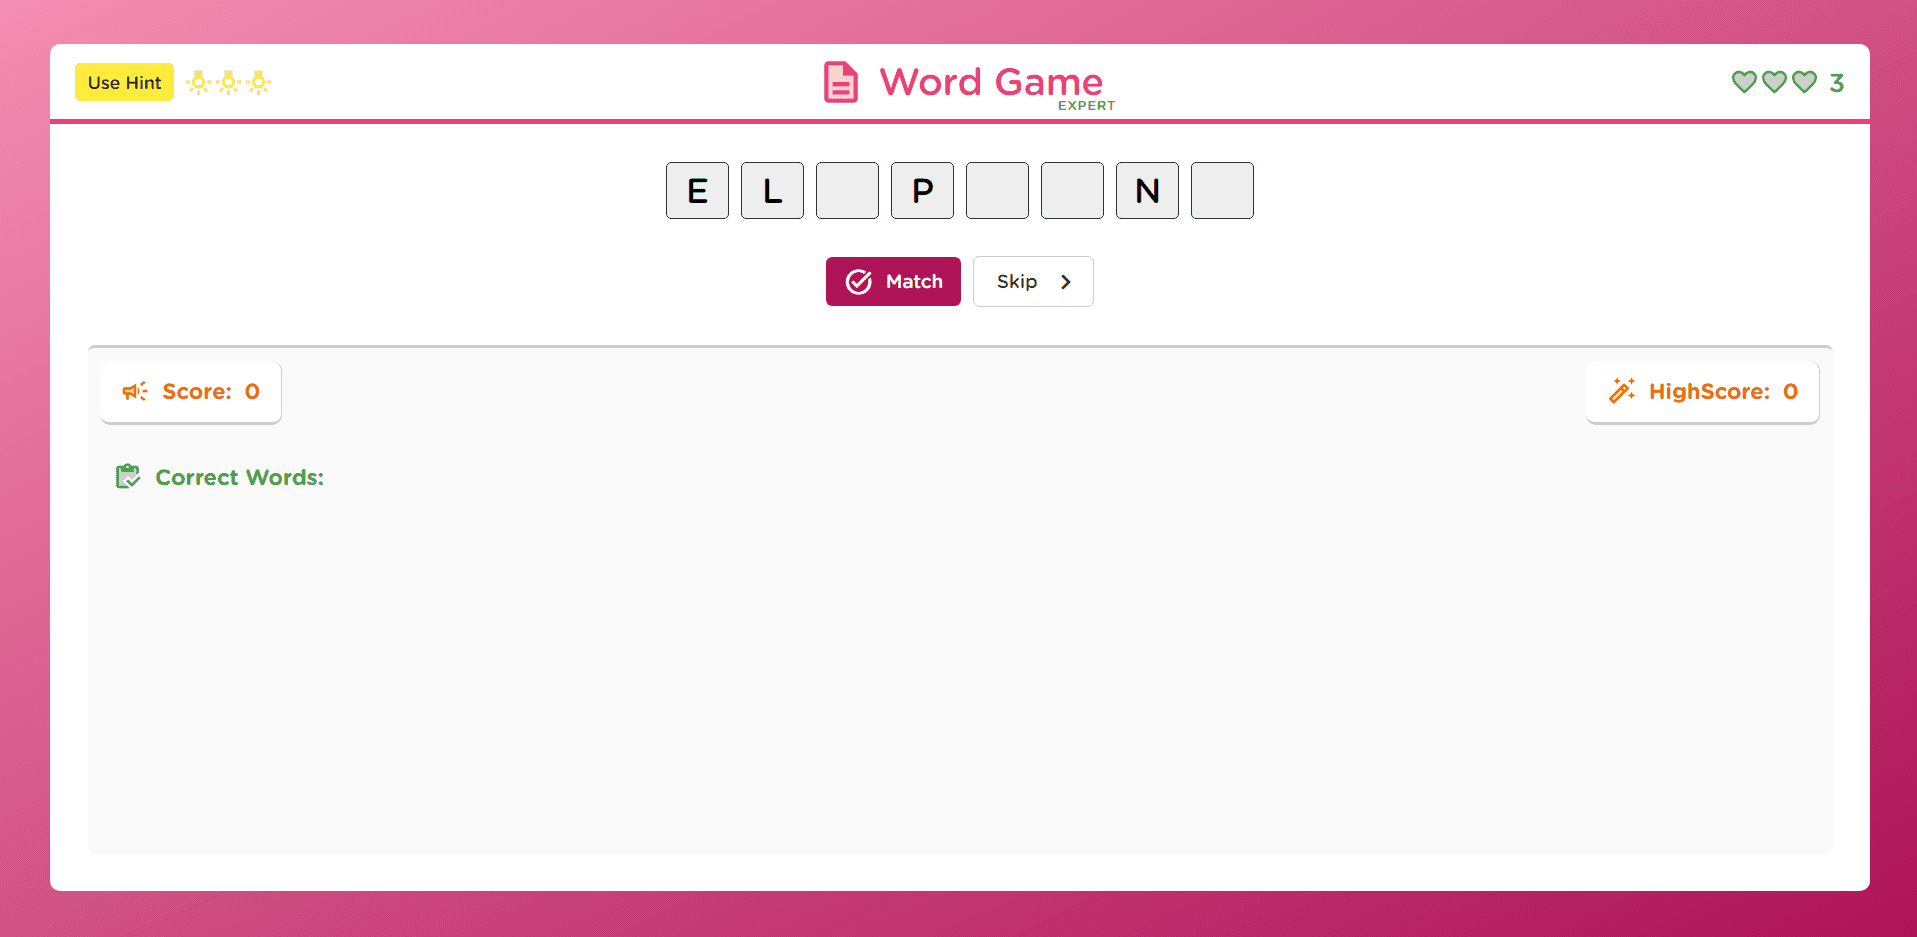 Use Hint
Word Game
EXPERT
3
E L P N
Match
Skip
Score: 0
HighScore: 0
Correct Words: